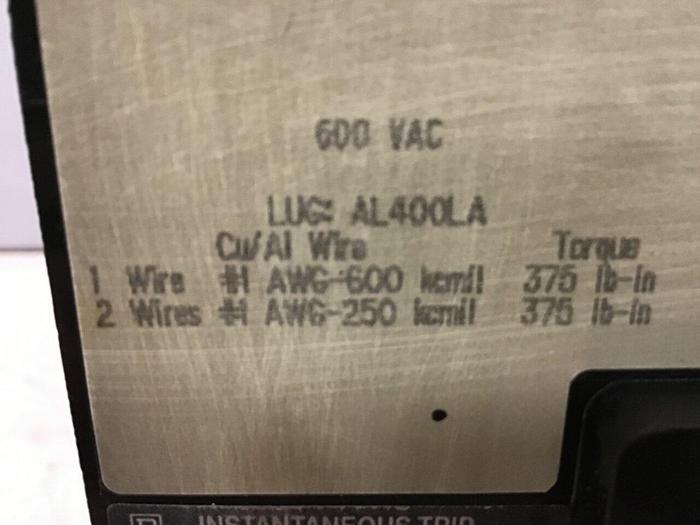 600 VAC
LUG: AL400LA
Cu/Al Wire Torque
1 Wire #1 AWG-600 kcmil 375 lb-in
2 Wires #1 AWG-250 kcmil 375 lb-in
INSTANTANEOUS TRIP